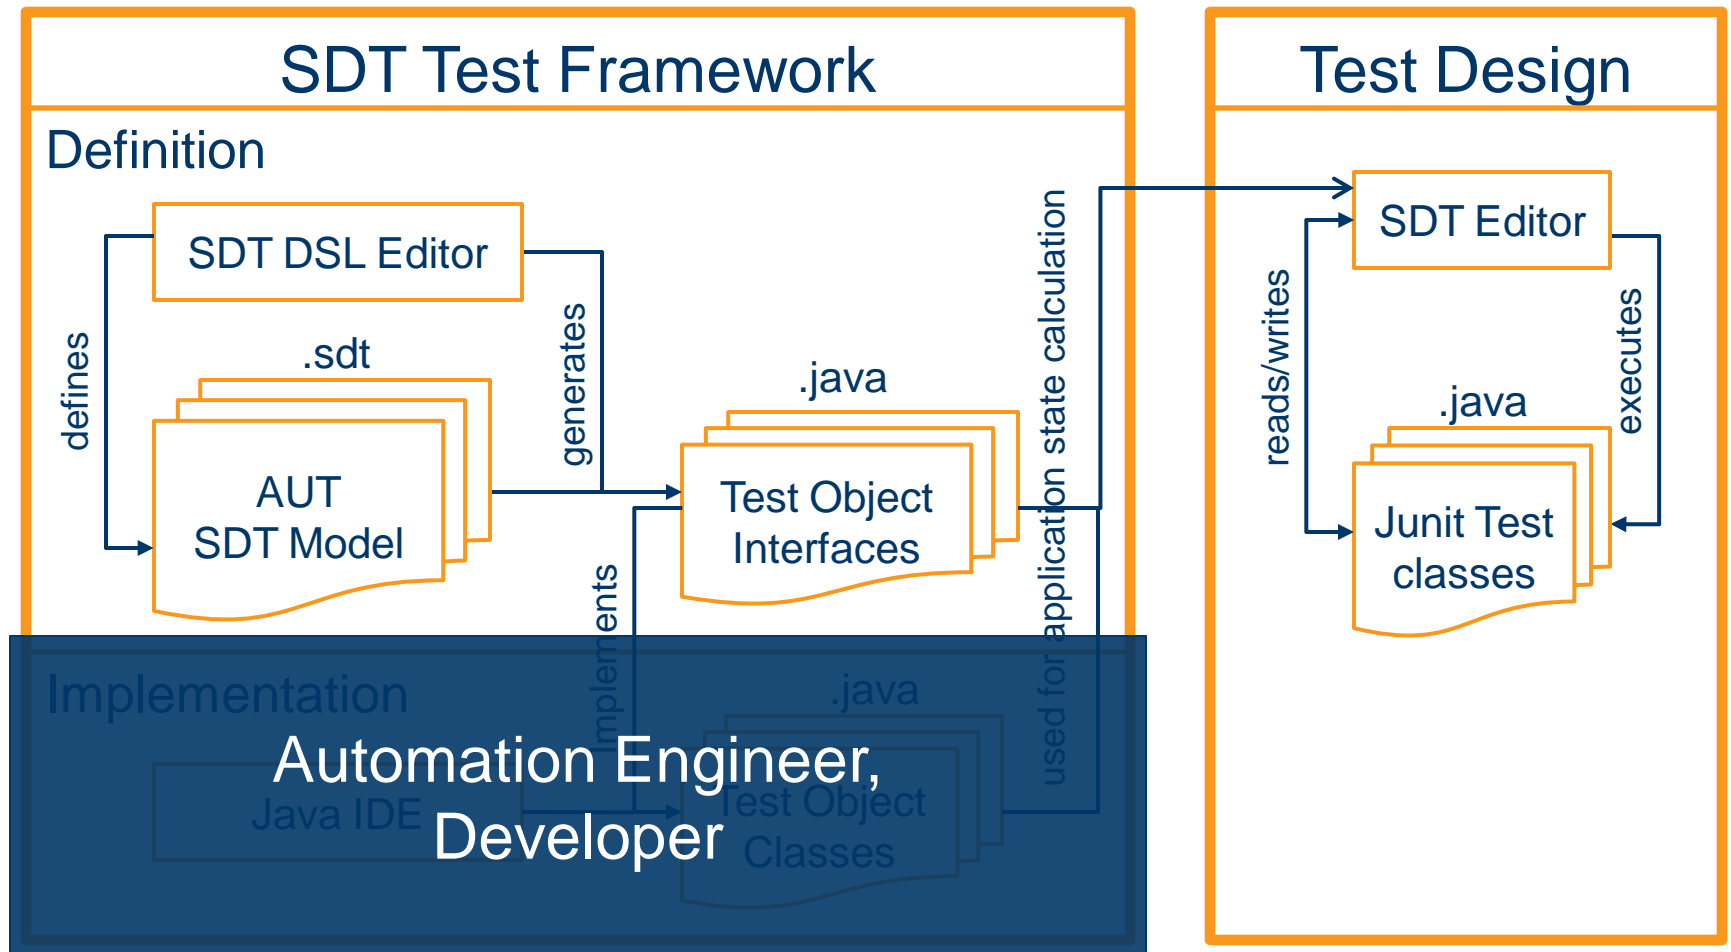 SDT Test Framework
Definition
SDT DSL Editor
defines
.sdt
generates
AUT
SDT Model
.java
Test Object
Interfaces
used for application state calculation
Implements
Implementation
.java
Java IDE
Test Object
Classes
Automation Engineer,
Developer
Test Design
SDT Editor
reads/writes
executes
.java
Junit Test
classes